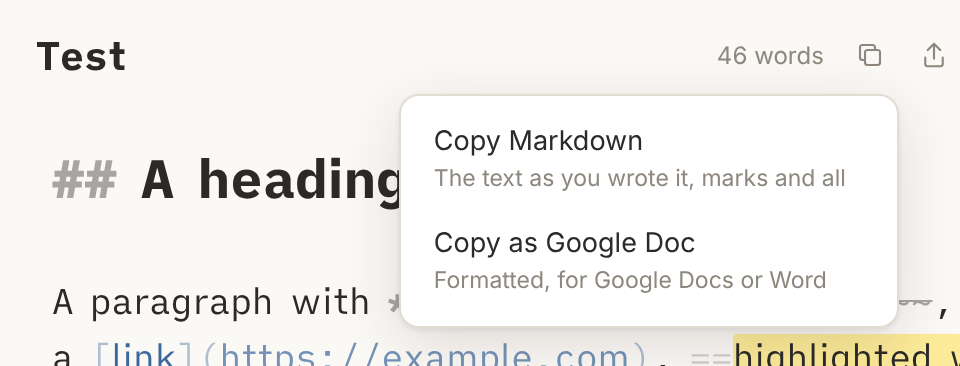 Test
46 words
Copy Markdown
The text as you wrote it, marks and all
Copy as Google Doc
Formatted, for Google Docs or Word
## A heading
A paragraph with * ~~,
a [link](https://example.com), ==highlighted